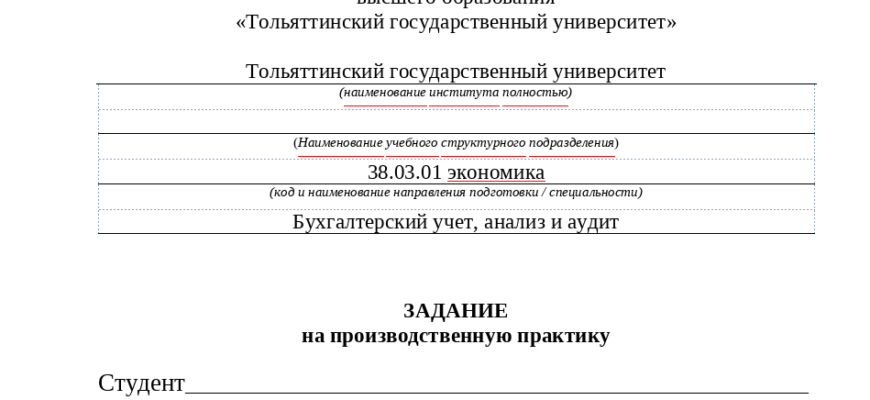 высшего образования
«Тольяттинский государственный университет»
Тольяттинский государственный университет
(наименование института полностью)
(Наименование учебного структурного подразделения)
38.03.01 экономика
(код и наименование направления подготовки / специальности)
Бухгалтерский учет, анализ и аудит
ЗАДАНИЕ
на производственную практику
Студент